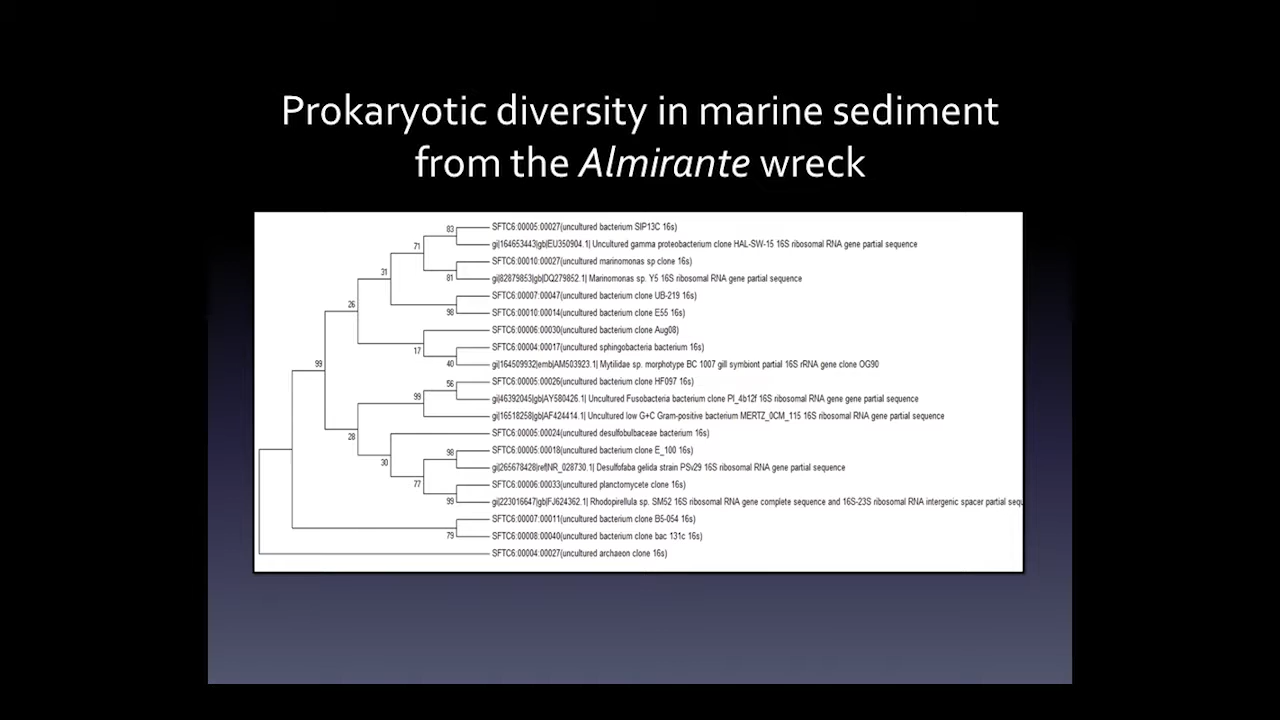 Prokaryotic diversity in marine sediment
from the Almirante wreck
83
SFTC6:00005:00027(uncultured bacterium SIP13C 16s)
71
gi|164653443|gb|EU350904.1| Uncultured gamma proteobacterium clone HAL-SW-15 16S ribosomal RNA gene partial sequence
31
SFTC6:00010:00027(uncultured marinomonas sp clone 16s)
81
gi|82879853|gb|DQ279852.1| Marinomonas sp. Y5 16S ribosomal RNA gene partial sequence
26
SFTC6:00007:00047(uncultured bacterium clone UB-219 16s)
98
SFTC6:00010:00014(uncultured bacterium clone E55 16s)
SFTC6:00006:00030(uncultured bacterium clone Aug08)
17
SFTC6:00004:00017(uncultured sphingobacteria bacterium 16s)
99
40
gi|164509932|emb|AM503923.1| Mytilidae sp. morphotype BC 1007 gill symbiont partial 16S rRNA gene clone OG90
56
SFTC6:00005:00026(uncultured bacterium clone HF097 16s)
99
gi|46392045|gb|AY580426.1| Uncultured Fusobacteria bacterium clone PI_4b12f 16S ribosomal RNA gene gene partial sequence
gi|16518258|gb|AF424414.1| Uncultured low G+C Gram-positive bacterium MERTZ_0CM_115 16S ribosomal RNA gene partial sequence
28
SFTC6:00005:00024(uncultured desulfobulbaceae bacterium 16s)
98
SFTC6:00005:00018(uncultured bacterium clone E_100 16s)
30
gi|265678428|ref|NR_028730.1| Desulfofaba gelida strain PSv29 16S ribosomal RNA gene partial sequence
77
SFTC6:00006:00033(uncultured planctomycete clone 16s)
99
gi|223016647|gb|FJ624362.1| Rhodopirellula sp. SM52 16S ribosomal RNA gene complete sequence and 16S-23S ribosomal RNA intergenic spacer partial sequ
SFTC6:00007:00011(uncultured bacterium clone B5-054 16s)
79
SFTC6:00008:00040(uncultured bacterium clone bac 131c 16s)
SFTC6:00004:00027(uncultured archaeon clone 16s)